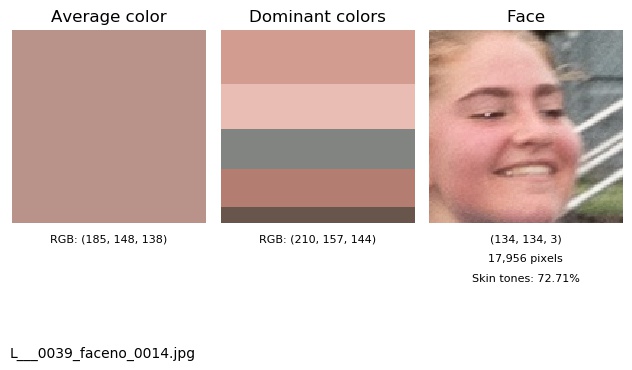 Average color
Dominant colors
Face
RGB: (185, 148, 138)
RGB: (210, 157, 144)
(134, 134, 3)
17,956 pixels
Skin tones: 72.71%
L___0039_faceno_0014.jpg